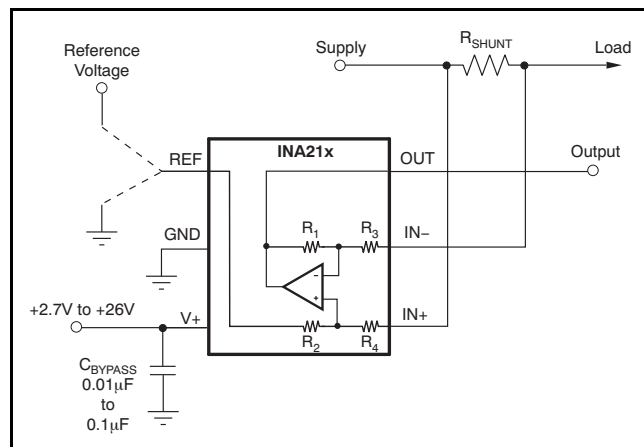 Reference
Voltage
Supply
R_SHUNT
Load
INA21x
REF
OUT
Output
GND
R1
R3
IN−
-
+
+2.7V to +26V
V+
R2
R4
IN+
C_BYPASS
0.01μF
to
0.1μF